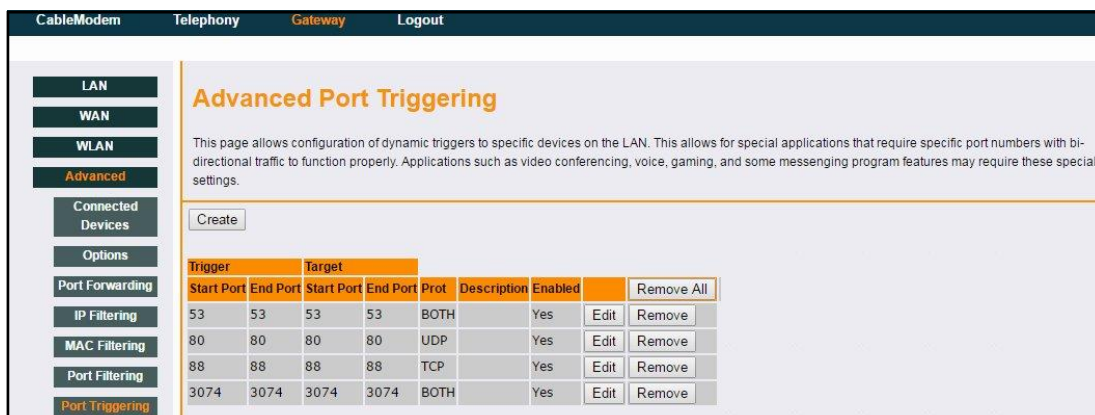 CableModem Telephony Gateway Logout
LAN
WAN
WLAN
Advanced
Connected
Devices
Options
Port Forwarding
IP Filtering
MAC Filtering
Port Filtering
Port Triggering
Advanced Port Triggering
This page allows configuration of dynamic triggers to specific devices on the LAN. This allows for special applications that require specific port numbers with bi-
directional traffic to function properly. Applications such as video conferencing, voice, gaming, and some messenging program features may require these special
settings.
Create
Trigger Target
Start Port End Port Start Port End Port Prot Description Enabled Remove All
53 53 53 53 BOTH Yes Edit Remove
80 80 80 80 UDP Yes Edit Remove
88 88 88 88 TCP Yes Edit Remove
3074 3074 3074 3074 BOTH Yes Edit Remove